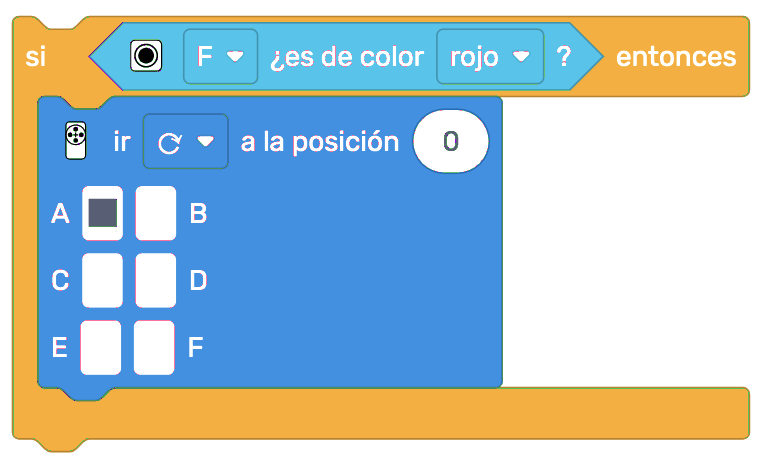 si F ¿es de color rojo ? entonces
ir a la posición 0
A B
C D
E F